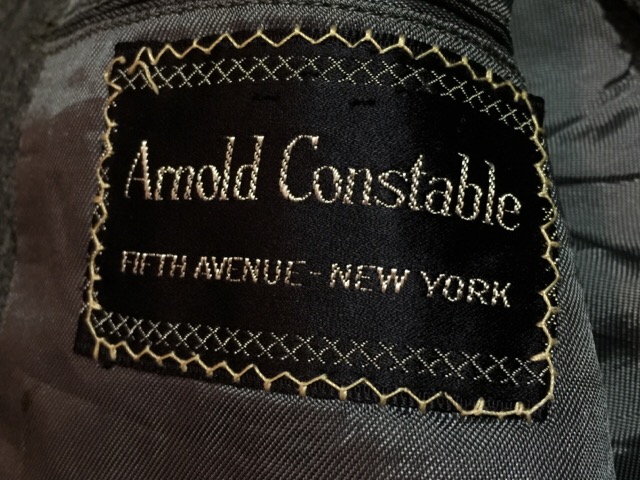 Arnold Constable
FIFTH AVENUE - NEW YORK